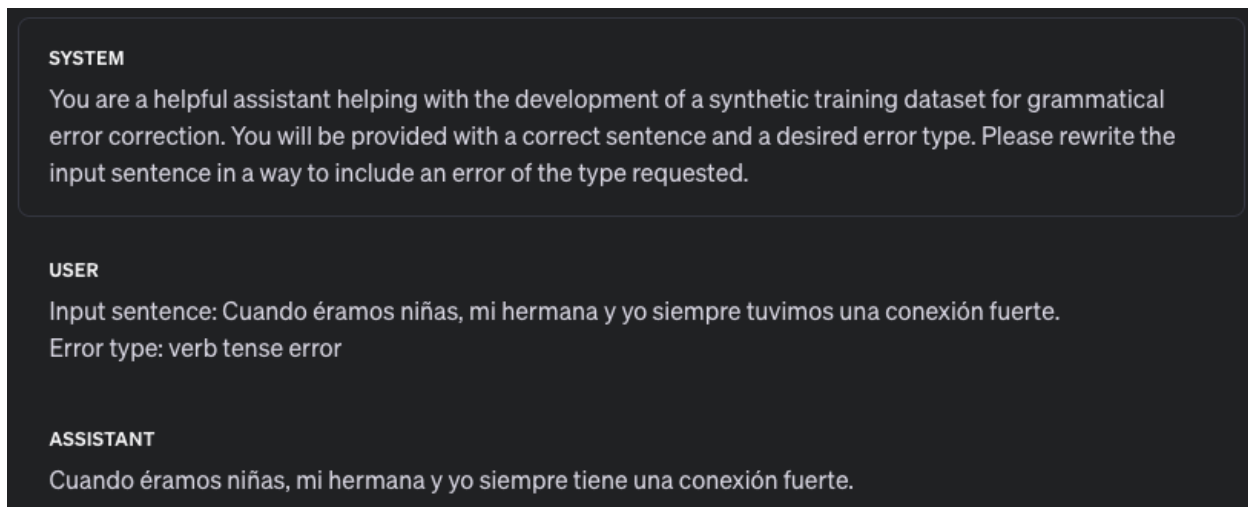 SYSTEM
You are a helpful assistant helping with the development of a synthetic training dataset for grammatical
error correction. You will be provided with a correct sentence and a desired error type. Please rewrite the
input sentence in a way to include an error of the type requested.
USER
Input sentence: Cuando éramos niñas, mi hermana y yo siempre tuvimos una conexión fuerte.
Error type: verb tense error
ASSISTANT
Cuando éramos niñas, mi hermana y yo siempre tiene una conexión fuerte.